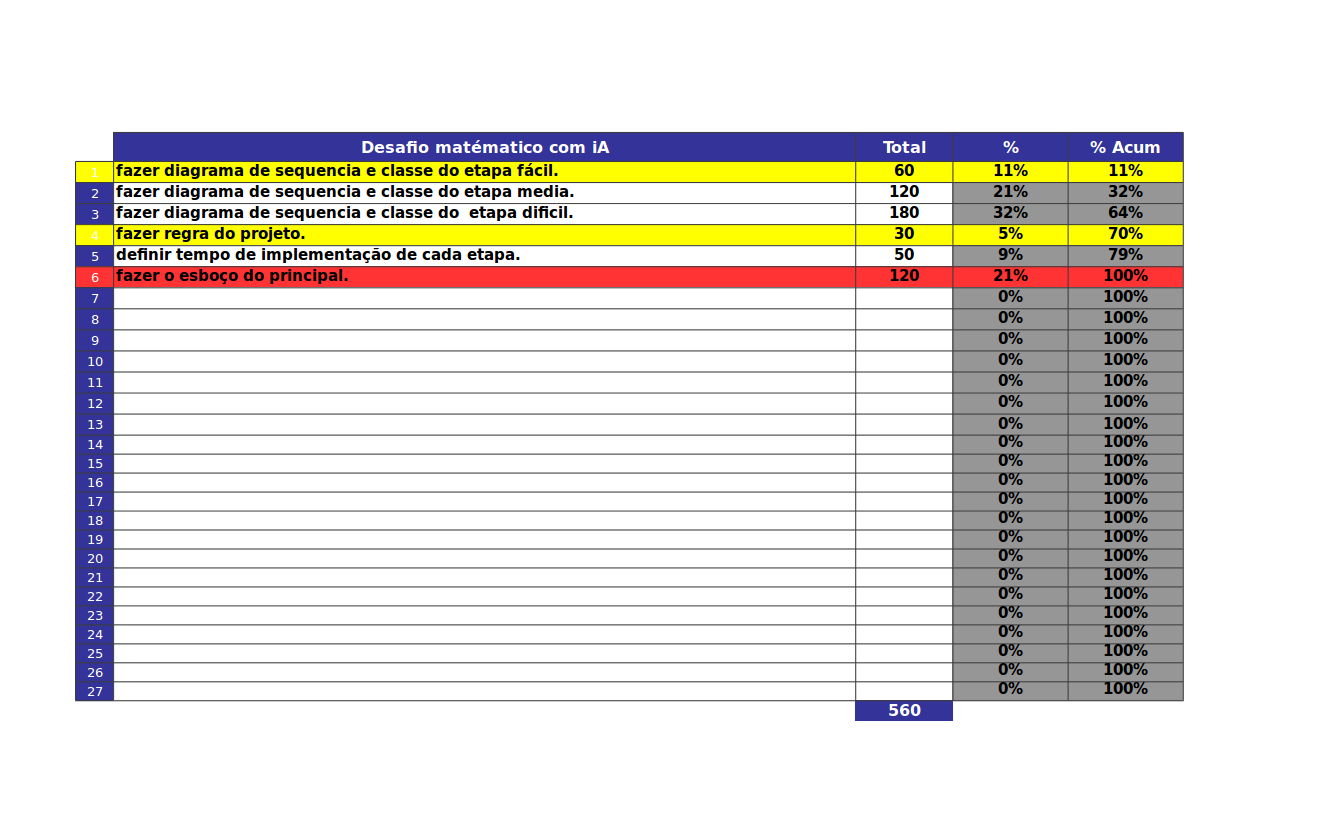 Desafio matématico com iA Total % % Acum
1 fazer diagrama de sequencia e classe do etapa fácil. 60 11% 11%
2 fazer diagrama de sequencia e classe do etapa media. 120 21% 32%
3 fazer diagrama de sequencia e classe do  etapa dificil. 180 32% 64%
4 fazer regra do projeto. 30 5% 70%
5 definir tempo de implementação de cada etapa. 50 9% 79%
6 fazer o esboço do principal. 120 21% 100%
7 0% 100%
8 0% 100%
9 0% 100%
10 0% 100%
11 0% 100%
12 0% 100%
13 0% 100%
14 0% 100%
15 0% 100%
16 0% 100%
17 0% 100%
18 0% 100%
19 0% 100%
20 0% 100%
21 0% 100%
22 0% 100%
23 0% 100%
24 0% 100%
25 0% 100%
26 0% 100%
27 0% 100%
560